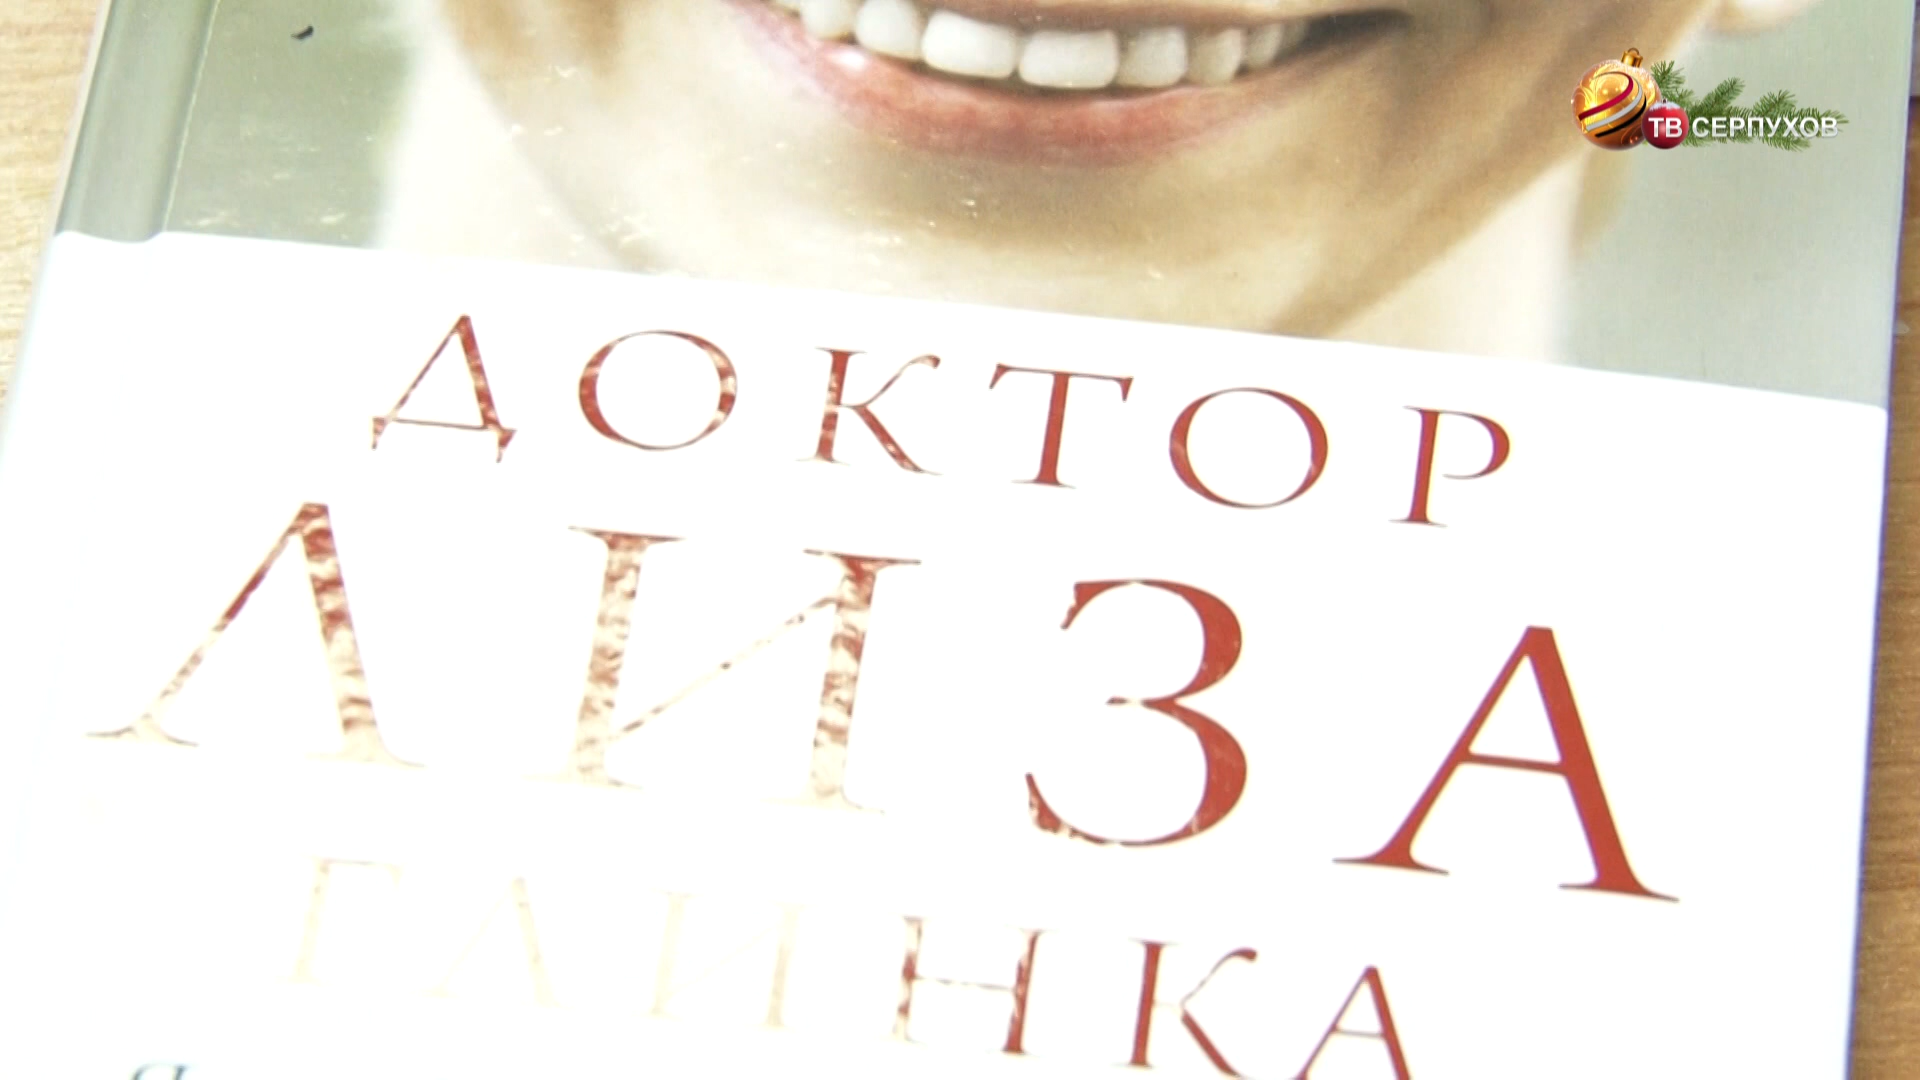 ТВ СЕРПУХОВ
ДОКТОР
ЛИЗА
ГЛИНКА
Я